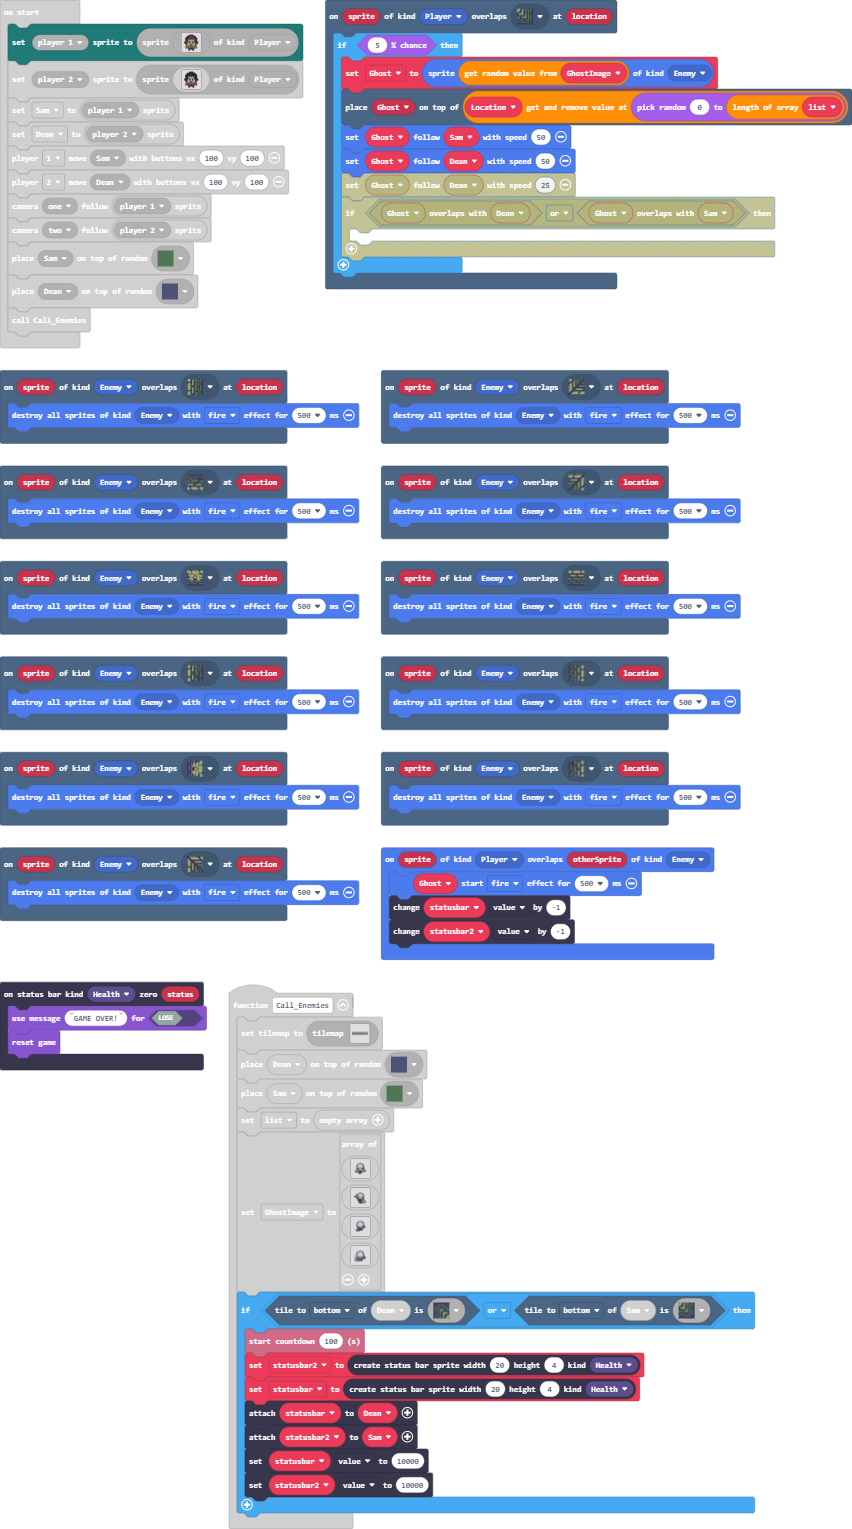 on start
set player 1 sprite to sprite of kind Player
set player 2 sprite to sprite of kind Player
set Sam to player 1 sprite
set Dean to player 2 sprite
player 1 move Sam with buttons vx 100 vy 100
player 2 move Dean with buttons vx 100 vy 100
camera one follow player 1 sprite
camera two follow player 2 sprite
place Sam on top of random
place Dean on top of random
call Call_Enemies
on sprite of kind Player overlaps at location
if 5 % chance then
set Ghost to sprite get random value from GhostImage of kind Enemy
place Ghost on top of Location get and remove value at pick random 0 to length of array list
set Ghost follow Sam with speed 50
set Ghost follow Dean with speed 50
set Ghost follow Dean with speed 25
if Ghost overlaps with Dean or Ghost overlaps with Sam then
on sprite of kind Enemy overlaps at location
destroy all sprites of kind Enemy with fire effect for 500 ms
on sprite of kind Enemy overlaps at location
destroy all sprites of kind Enemy with fire effect for 500 ms
on sprite of kind Enemy overlaps at location
destroy all sprites of kind Enemy with fire effect for 500 ms
on sprite of kind Enemy overlaps at location
destroy all sprites of kind Enemy with fire effect for 500 ms
on sprite of kind Enemy overlaps at location
destroy all sprites of kind Enemy with fire effect for 500 ms
on sprite of kind Enemy overlaps at location
destroy all sprites of kind Enemy with fire effect for 500 ms
on sprite of kind Enemy overlaps at location
destroy all sprites of kind Enemy with fire effect for 500 ms
on sprite of kind Enemy overlaps at location
destroy all sprites of kind Enemy with fire effect for 500 ms
on sprite of kind Enemy overlaps at location
destroy all sprites of kind Enemy with fire effect for 500 ms
on sprite of kind Enemy overlaps at location
destroy all sprites of kind Enemy with fire effect for 500 ms
on sprite of kind Enemy overlaps at location
destroy all sprites of kind Enemy with fire effect for 500 ms
on sprite of kind Player overlaps otherSprite of kind Enemy
Ghost start fire effect for 500 ms
change statusbar value by -1
change statusbar2 value by -1
on status bar kind Health zero status
use message "GAME OVER!" for LOSE
reset game
function Call_Enemies
set tilemap to tilemap
place Dean on top of random
place Sam on top of random
set list to empty array
array of
set GhostImage to
if tile to bottom of Dean is or tile to bottom of Sam is then
start countdown 100 (s)
set statusbar2 to create status bar sprite width 20 height 4 kind Health
set statusbar to create status bar sprite width 20 height 4 kind Health
attach statusbar to Dean
attach statusbar2 to Sam
set statusbar value to 10000
set statusbar2 value to 10000